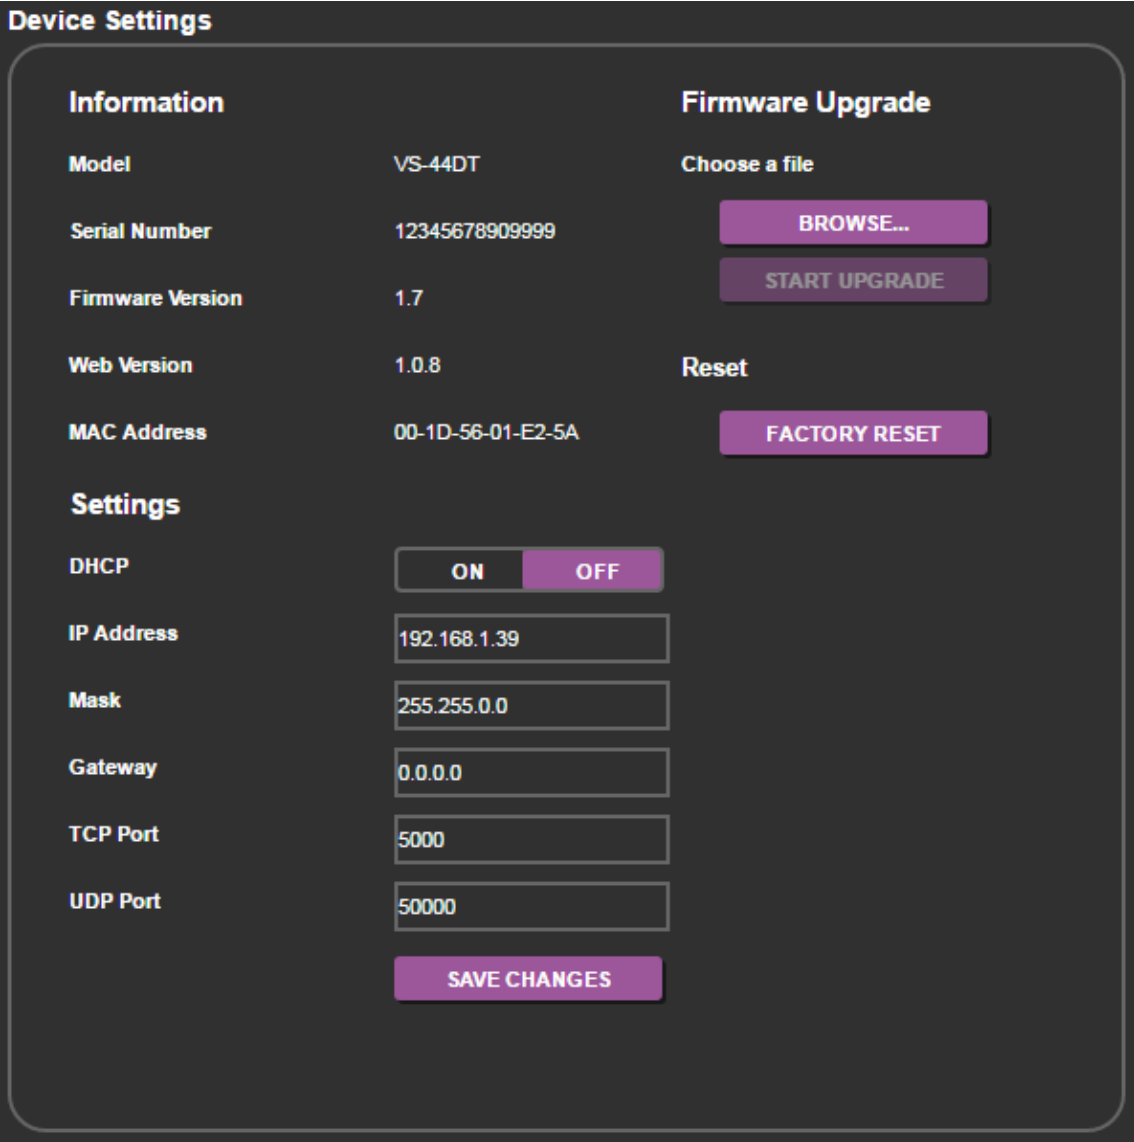 Device Settings
Information
Model VS-44DT
Serial Number 12345678909999
Firmware Version 1.7
Web Version 1.0.8
MAC Address 00-1D-56-01-E2-5A
Firmware Upgrade
Choose a file
BROWSE...
START UPGRADE
Reset
FACTORY RESET
Settings
DHCP ON OFF
IP Address 192.168.1.39
Mask 255.255.0.0
Gateway 0.0.0.0
TCP Port 5000
UDP Port 50000
SAVE CHANGES